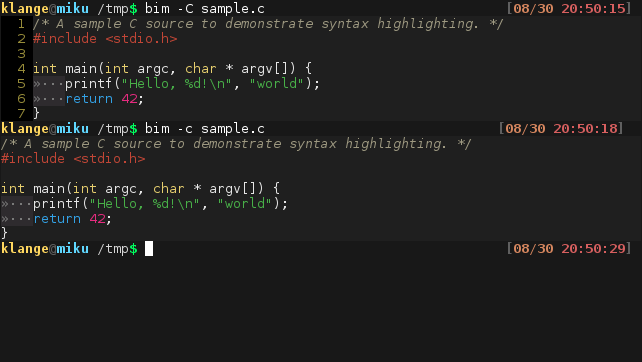 klange@miku /tmp$ bim -C sample.c [08/30 20:50:15]
1 /* A sample C source to demonstrate syntax highlighting. */
2 #include <stdio.h>
3
4 int main(int argc, char * argv[]) {
5 »···printf("Hello, %d!\n", "world");
6 »···return 42;
7 }
klange@miku /tmp$ bim -c sample.c [08/30 20:50:18]
/* A sample C source to demonstrate syntax highlighting. */
#include <stdio.h>
int main(int argc, char * argv[]) {
»···printf("Hello, %d!\n", "world");
»···return 42;
}
klange@miku /tmp$ [08/30 20:50:29]